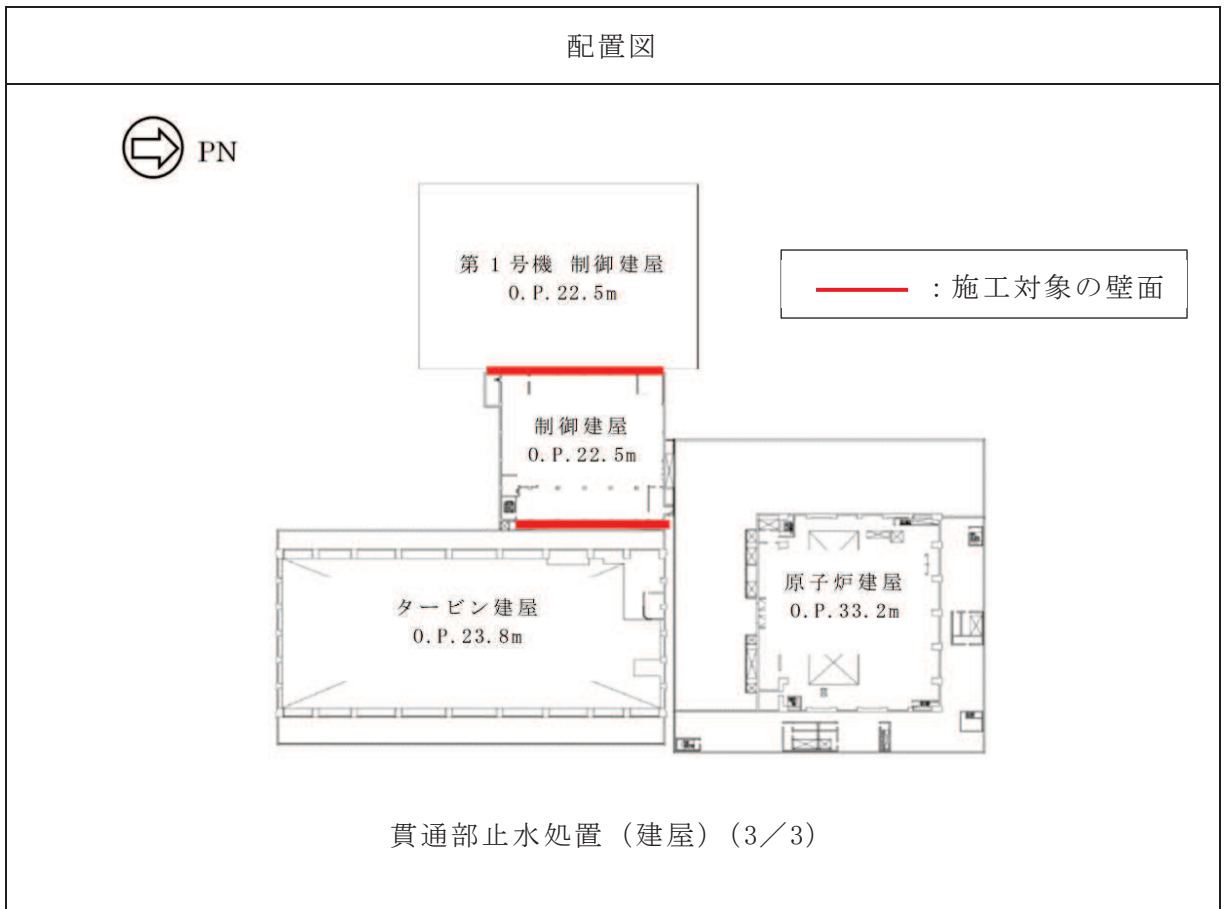 配置図
PN
第1号機 制御建屋
O.P.22.5m
：施工対象の壁面
制御建屋
O.P.22.5m
原子炉建屋
O.P.33.2m
タービン建屋
O.P.23.8m
貫通部止水処置（建屋）（3／3）